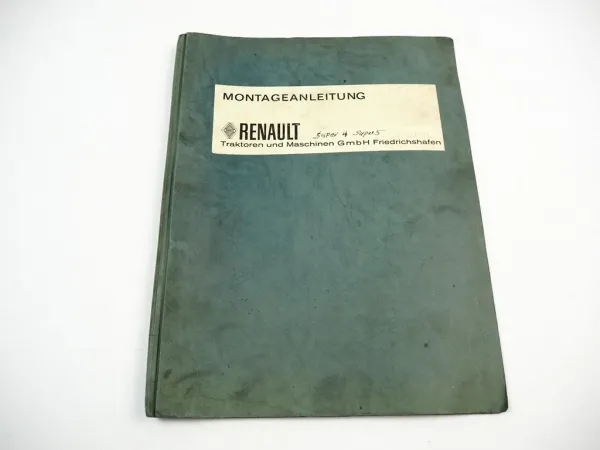 MONTAGEANLEITUNG
RENAULT Super 4 Super 5
Traktoren und Maschinen GmbH Friedrichshafen